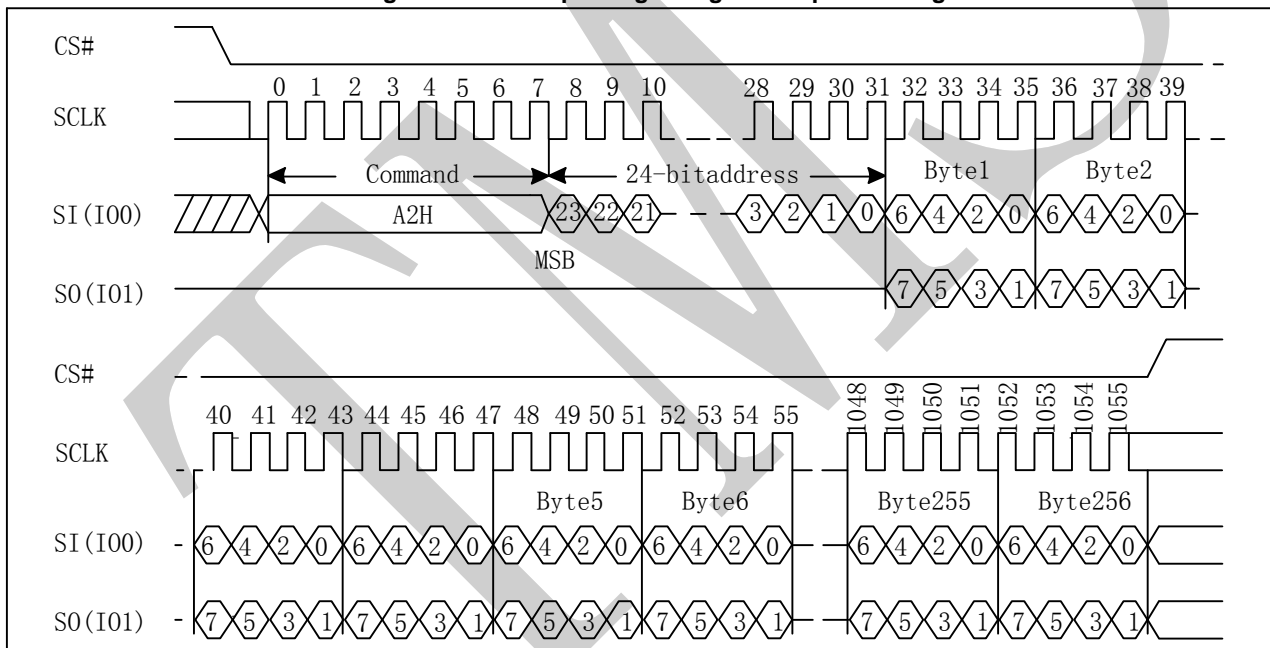 CS#
0 1 2 3 4 5 6 7 8 9 10 28 29 30 31 32 33 34 35 36 37 38 39
SCLK
Command 24-bitaddress Byte1 Byte2
SI(IO0) A2H 23 22 21 3 2 1 0 6 4 2 0 6 4 2 0
MSB
SO(IO1) 7 5 3 1 7 5 3 1
CS#
40 41 42 43 44 45 46 47 48 49 50 51 52 53 54 55 1048 1049 1050 1051 1052 1053 1054 1055
SCLK
Byte5 Byte6 Byte255 Byte256
SI(IO0) 6 4 2 0 6 4 2 0 6 4 2 0 6 4 2 0 6 4 2 0 6 4 2 0
SO(IO1) 7 5 3 1 7 5 3 1 7 5 3 1 7 5 3 1 7 5 3 1 7 5 3 1